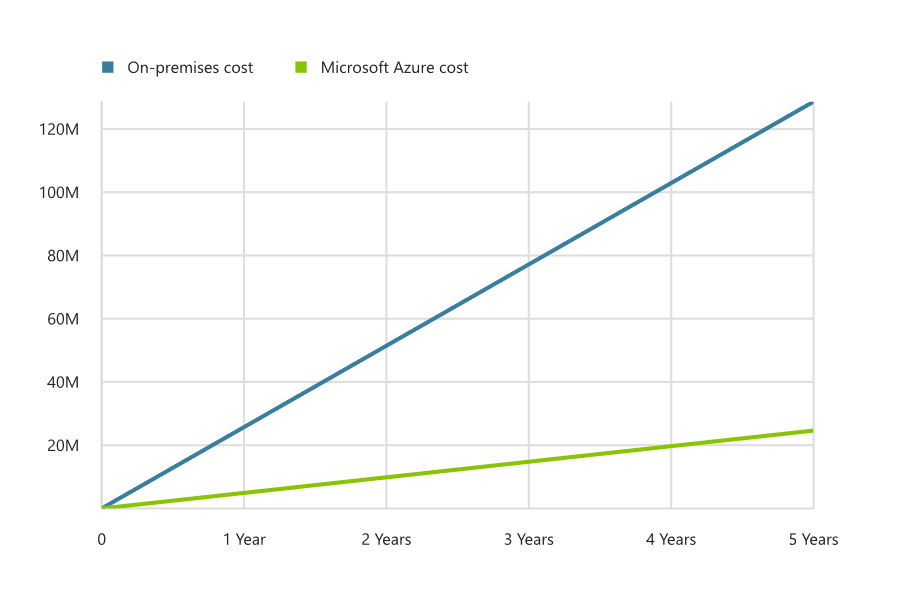 On-premises cost Microsoft Azure cost
120M
100M
80M
60M
40M
20M
0 1 Year 2 Years 3 Years 4 Years 5 Years